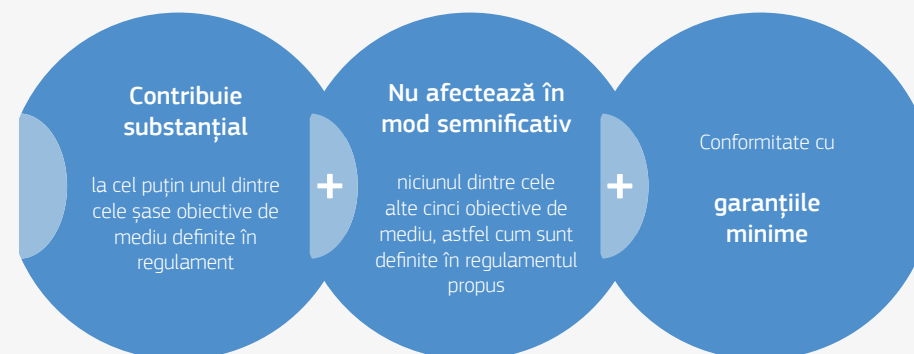 Contribuie
substanțial
la cel puțin unul dintre
cele șase obiective de
mediu definite în
regulament
+
Nu afectează în
mod semnificativ
niciunul dintre cele
alte cinci obiective de
mediu, astfel cum sunt
definite în regulamentul
propus
+
Conformitate cu
garanțiile
minime